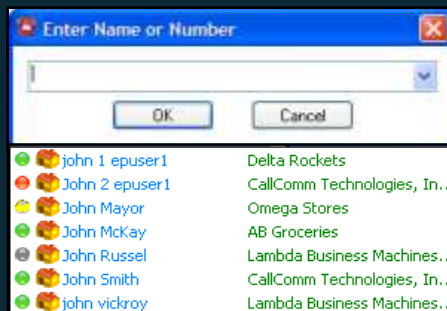 Enter Name or Number
OK Cancel
john 1 epuser1 Delta Rockets
John 2 epuser1 CallComm Technologies, In...
John Mayor Omega Stores
John McKay AB Groceries
John Russel Lambda Business Machines...
John Smith CallComm Technologies, In...
john vickroy Lambda Business Machines...